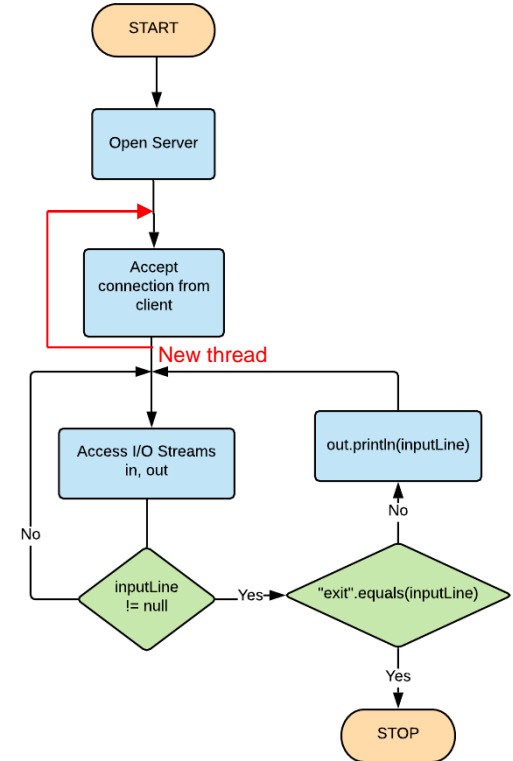 START
Open Server
Accept
connection from
client
New thread
Access I/O Streams
in, out
out.println(inputLine)
No
No
inputLine
!= null
Yes
"exit".equals(inputLine)
Yes
STOP